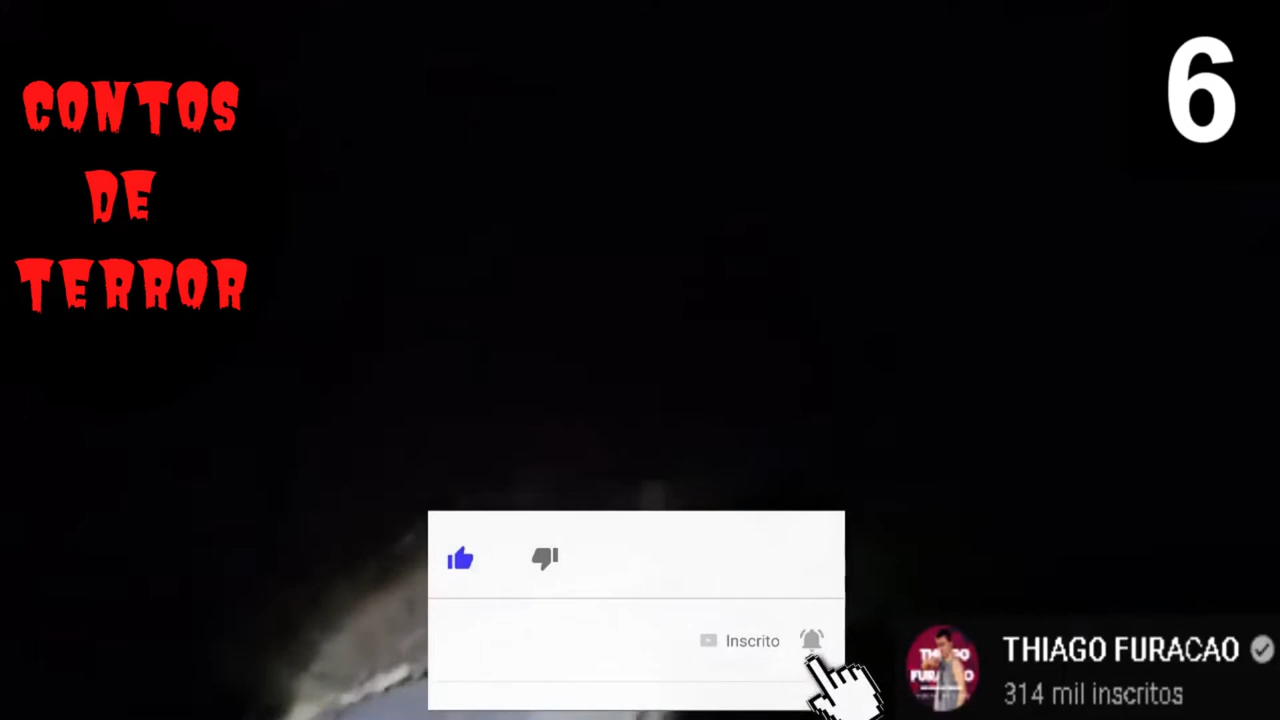 CONTOS
DE
TERROR
6
Inscrito
THIAGO FURACAO
314 mil inscritos